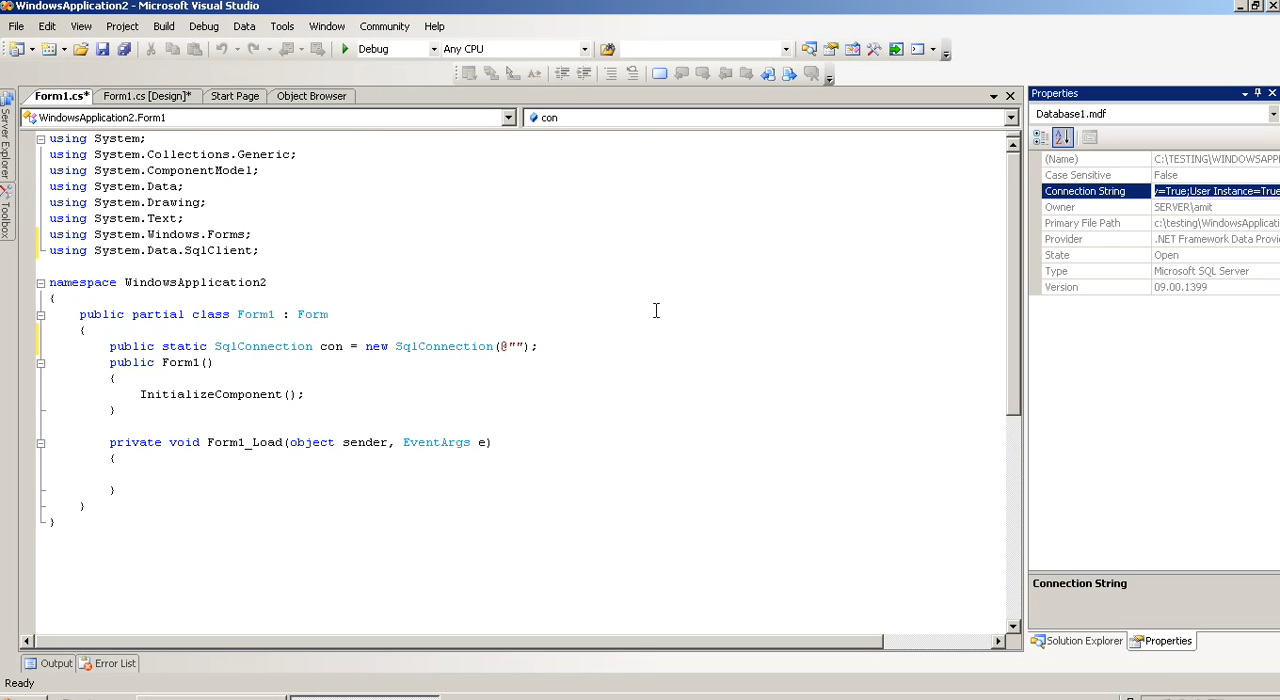 WindowsApplication2 - Microsoft Visual Studio
File Edit View Project Build Debug Data Tools Window Community Help
Debug Any CPU
Form1.cs* Form1.cs [Design]* Start Page Object Browser
WindowsApplication2.Form1 con
using System;
using System.Collections.Generic;
using System.ComponentModel;
using System.Data;
using System.Drawing;
using System.Text;
using System.Windows.Forms;
using System.Data.SqlClient;
namespace WindowsApplication2
{
public partial class Form1 : Form
{
public static SqlConnection con = new SqlConnection(@"");
public Form1()
{
InitializeComponent();
}
private void Form1_Load(object sender, EventArgs e)
{
}
}
}
Server Explorer
Toolbox
Properties
Database1.mdf
(Name) C:\TESTING\WINDOWSAPPL
Case Sensitive False
Connection String y=True;User Instance=True
Owner SERVER\amit
Primary File Path c:\testing\WindowsApplicatio
Provider .NET Framework Data Provid
State Open
Type Microsoft SQL Server
Version 09.00.1399
Connection String
Solution Explorer Properties
Output Error List
Ready